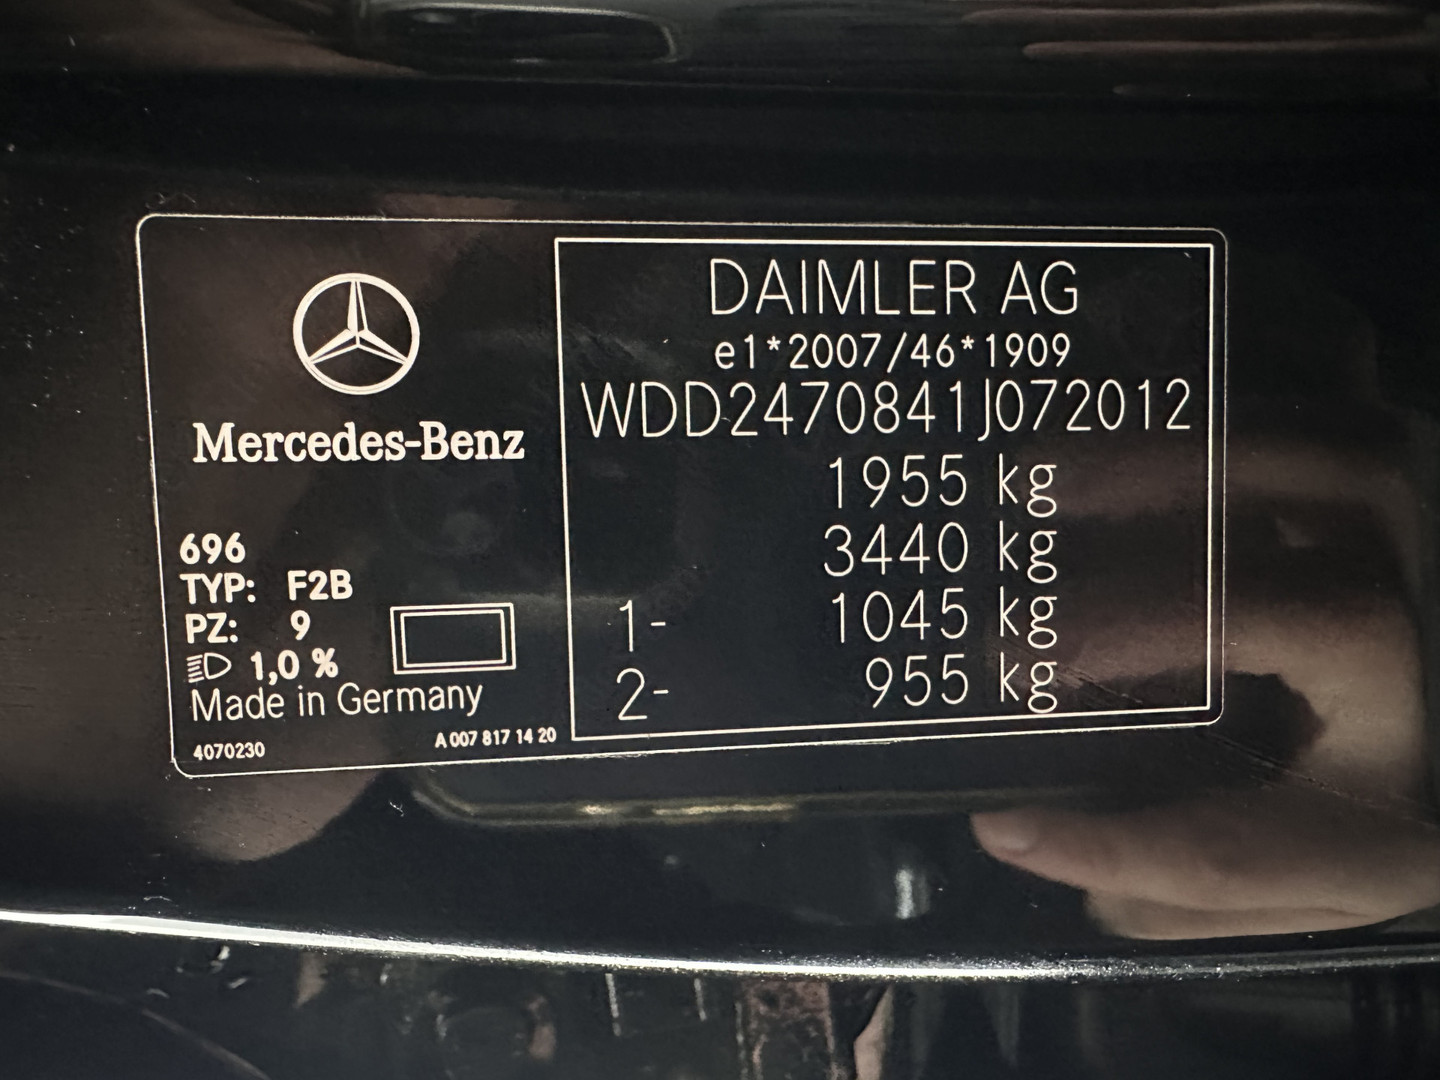 Mercedes-Benz
696
TYP: F2B
PZ: 9
1,0 %
Made in Germany
4070230
A 007 817 14 20
DAIMLER AG
e1*2007/46*1909
WDD2470841J072012
1955 kg
3440 kg
1- 1045 kg
2- 955 kg